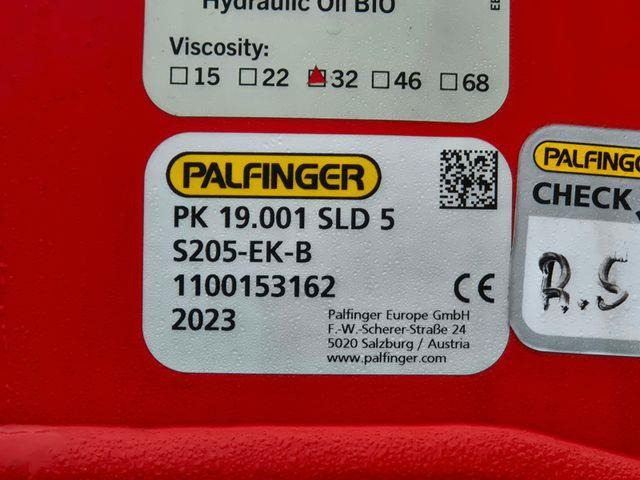 Hydraulic Oil BIO
Viscosity:
15 22 32 46 68
PALFINGER
PK 19.001 SLD 5
S205-EK-B
1100153162
2023
CE
Palfinger Europe GmbH
F.-W.-Scherer-Straße 24
5020 Salzburg / Austria
www.palfinger.com
PALFINGE
CHECK
R.S